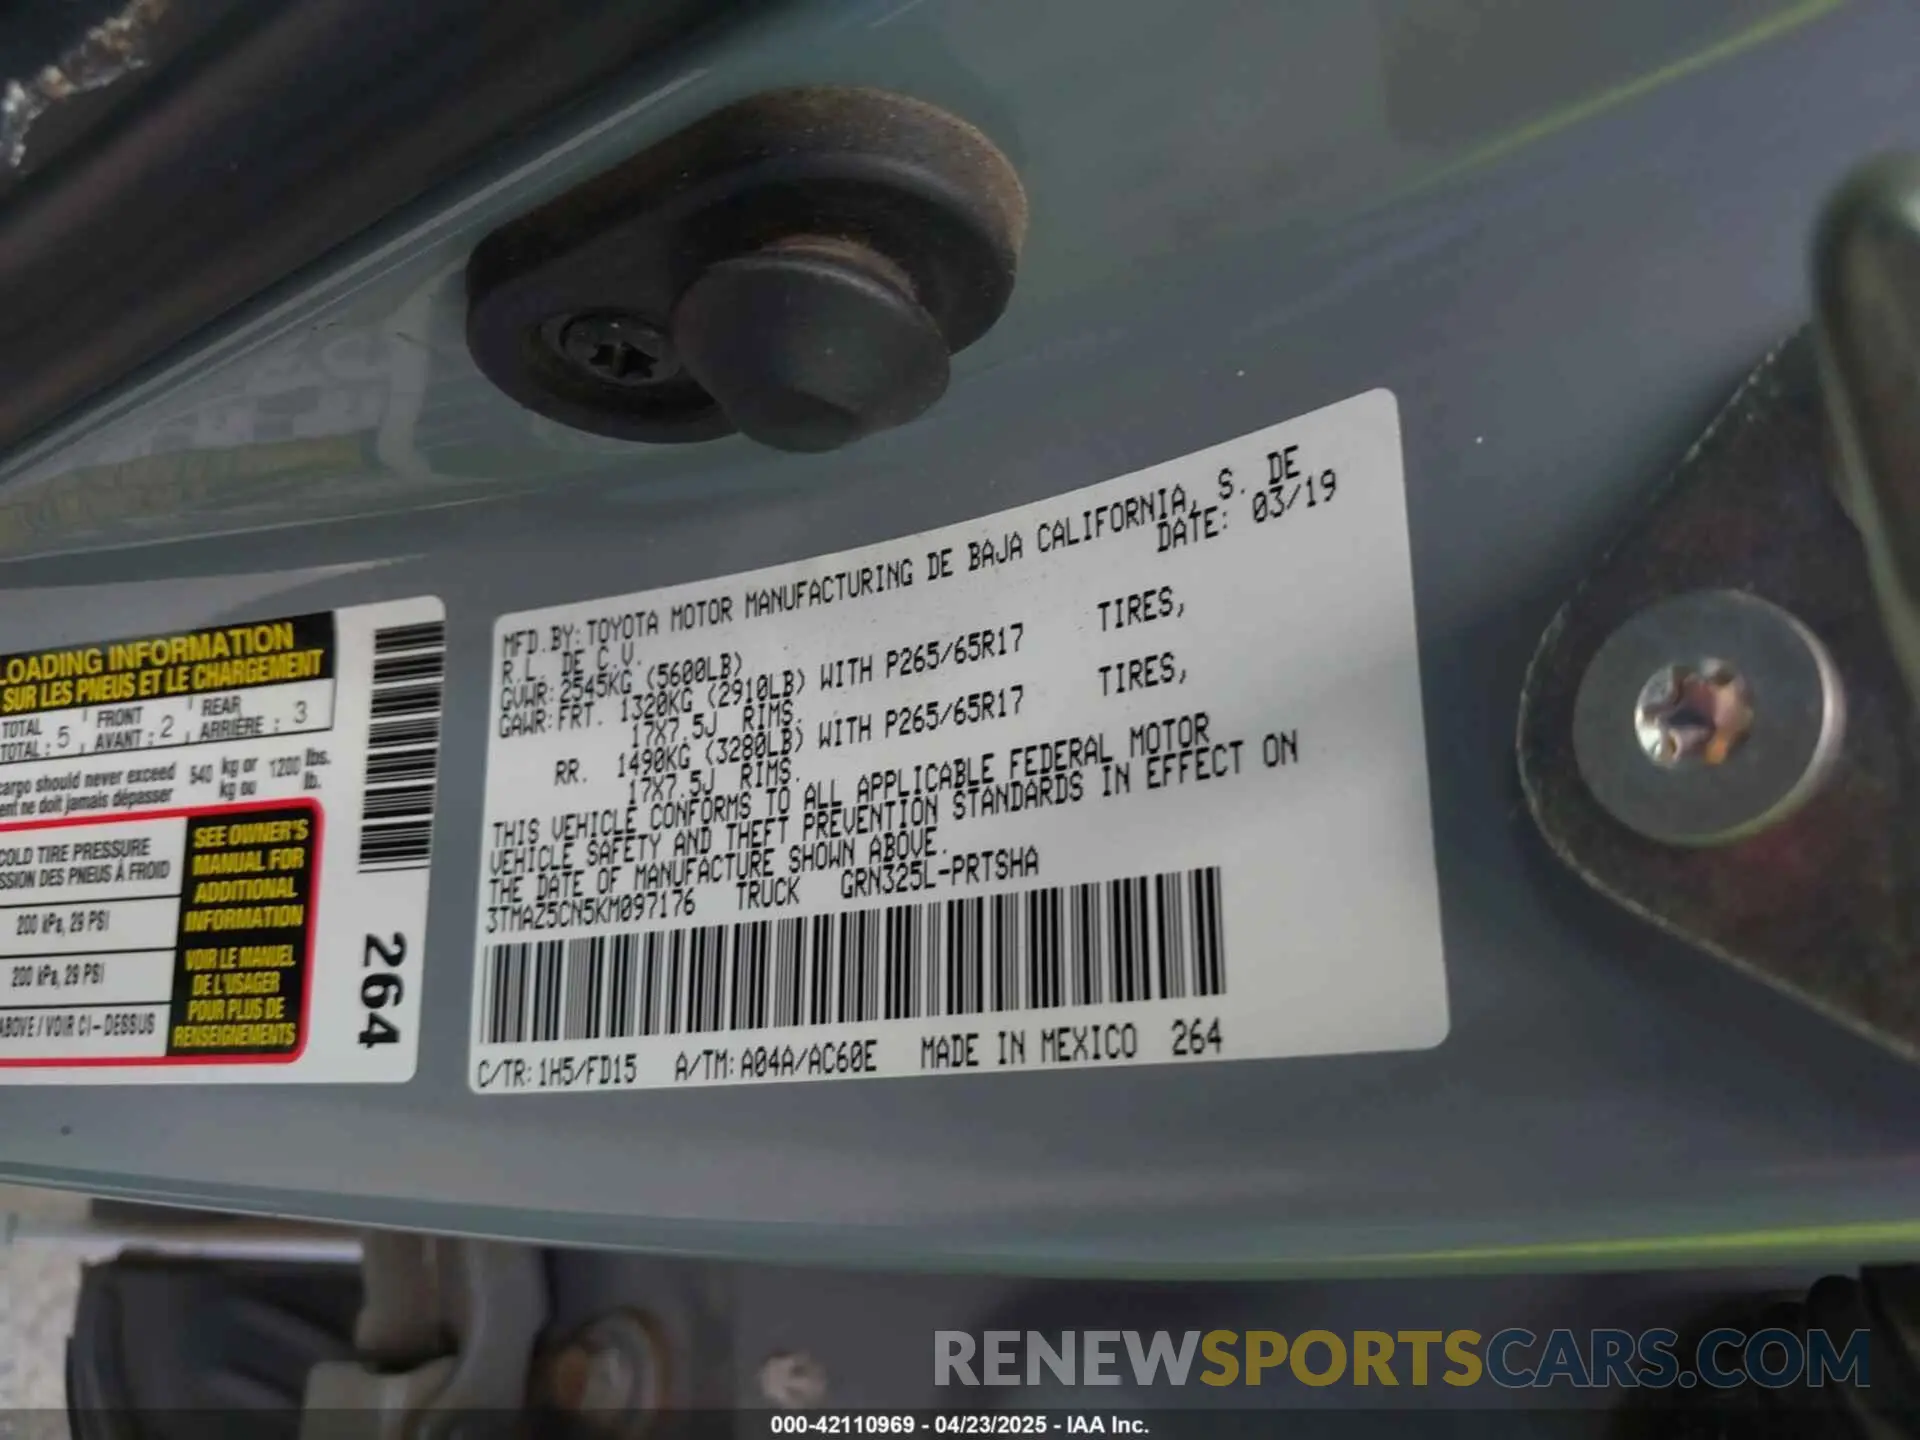 LOADING INFORMATION
SUR LES PNEUS ET LE CHARGEMENT
TOTAL FRONT REAR
TOTAL : 5 AVANT : 2 ARRIÈRE : 3
cargo should never exceed 540 kg or 1200 lbs.
ent ne doit jamais dépasser kg ou lb.
COLD TIRE PRESSURE
SSION DES PNEUS À FROID
200 kPa, 29 PSI
200 kPa, 29 PSI
ABOVE / VOIR CI-DESSUS
SEE OWNER'S
MANUAL FOR
ADDITIONAL
INFORMATION
VOIR LE MANUEL
DE L'USAGER
POUR PLUS DE
RENSEIGNEMENTS
264
MFD.BY:TOYOTA MOTOR MANUFACTURING DE BAJA CALIFORNIA, S. DE
R.L. DE C.V. DATE: 03/19
GVWR:2545KG (5600LB)
GAWR:FRT. 1320KG (2910LB) WITH P265/65R17 TIRES,
17X7.5J RIMS.
RR. 1490KG (3280LB) WITH P265/65R17 TIRES,
17X7.5J RIMS.
THIS VEHICLE CONFORMS TO ALL APPLICABLE FEDERAL MOTOR
VEHICLE SAFETY AND THEFT PREVENTION STANDARDS IN EFFECT ON
THE DATE OF MANUFACTURE SHOWN ABOVE.
3TMAZ5CN5KM097176 TRUCK GRN325L-PRTSHA
C/TR:1H5/FD15 A/TM:A04A/AC60E MADE IN MEXICO 264
RENEWSPORTSCARS.COM
000-42110969 - 04/23/2025 - IAA Inc.